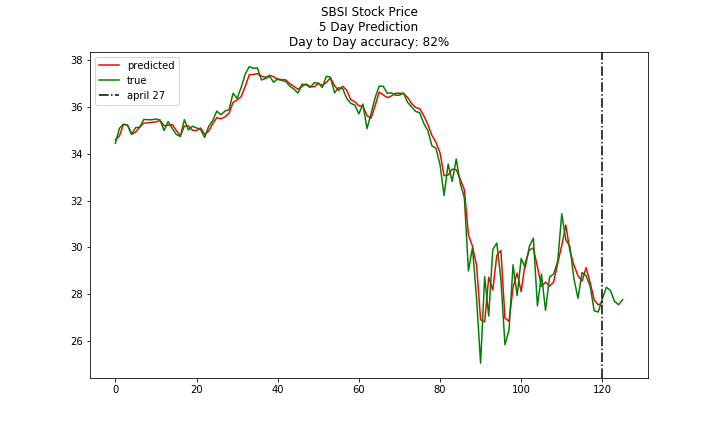 SBSI Stock Price
5 Day Prediction
Day to Day accuracy: 82%
predicted
true
april 27
38
36
34
32
30
28
26
0
20
40
60
80
100
120